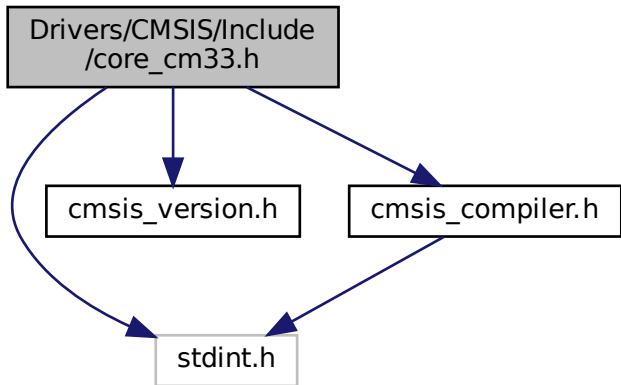 Drivers/CMSIS/Include
/core_cm33.h
cmsis_version.h
cmsis_compiler.h
stdint.h